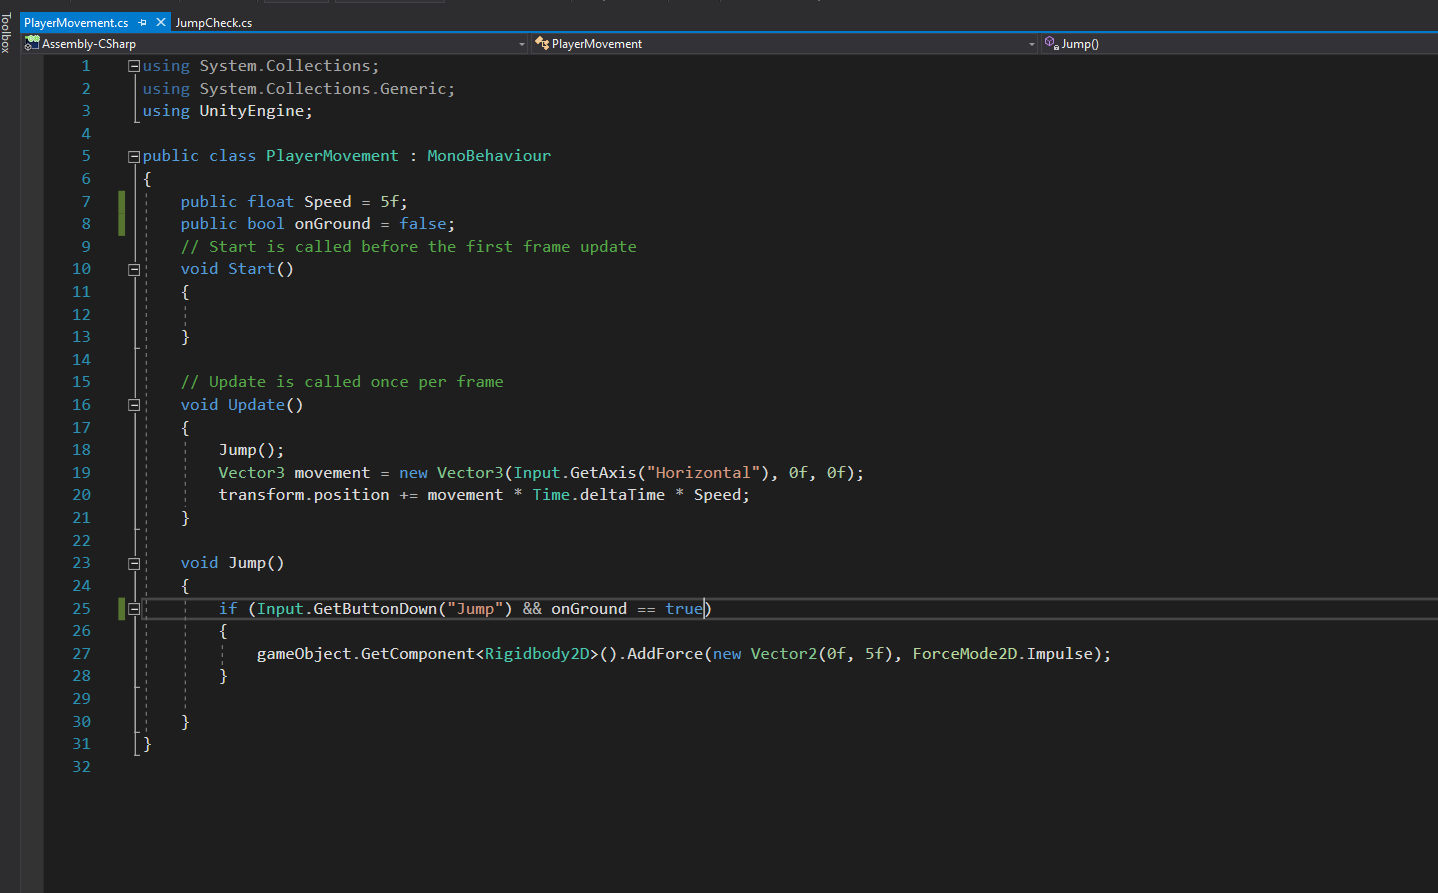 Toolbox
PlayerMovement.cs JumpCheck.cs
Assembly-CSharp PlayerMovement Jump()
1 using System.Collections;
2 using System.Collections.Generic;
3 using UnityEngine;
4
5 public class PlayerMovement : MonoBehaviour
6 {
7 public float Speed = 5f;
8 public bool onGround = false;
9 // Start is called before the first frame update
10 void Start()
11 {
12
13 }
14
15 // Update is called once per frame
16 void Update()
17 {
18 Jump();
19 Vector3 movement = new Vector3(Input.GetAxis("Horizontal"), 0f, 0f);
20 transform.position += movement * Time.deltaTime * Speed;
21 }
22
23 void Jump()
24 {
25 if (Input.GetButtonDown("Jump") && onGround == true)
26 {
27 gameObject.GetComponent<Rigidbody2D>().AddForce(new Vector2(0f, 5f), ForceMode2D.Impulse);
28 }
29
30 }
31 }
32